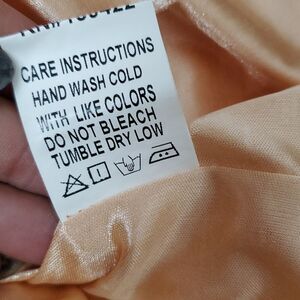 CARE INSTRUCTIONS
HAND WASH COLD
WITH LIKE COLORS
DO NOT BLEACH
TUMBLE DRY LOW